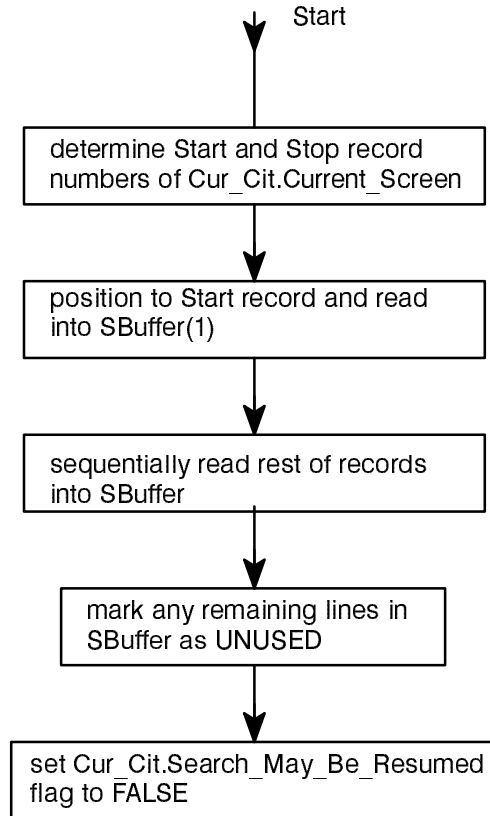 Start
determine Start and Stop record
numbers of Cur_Cit.Current_Screen
position to Start record and read
into SBuffer(1)
sequentially read rest of records
into SBuffer
mark any remaining lines in
SBuffer as UNUSED
set Cur_Cit.Search_May_Be_Resumed
flag to FALSE